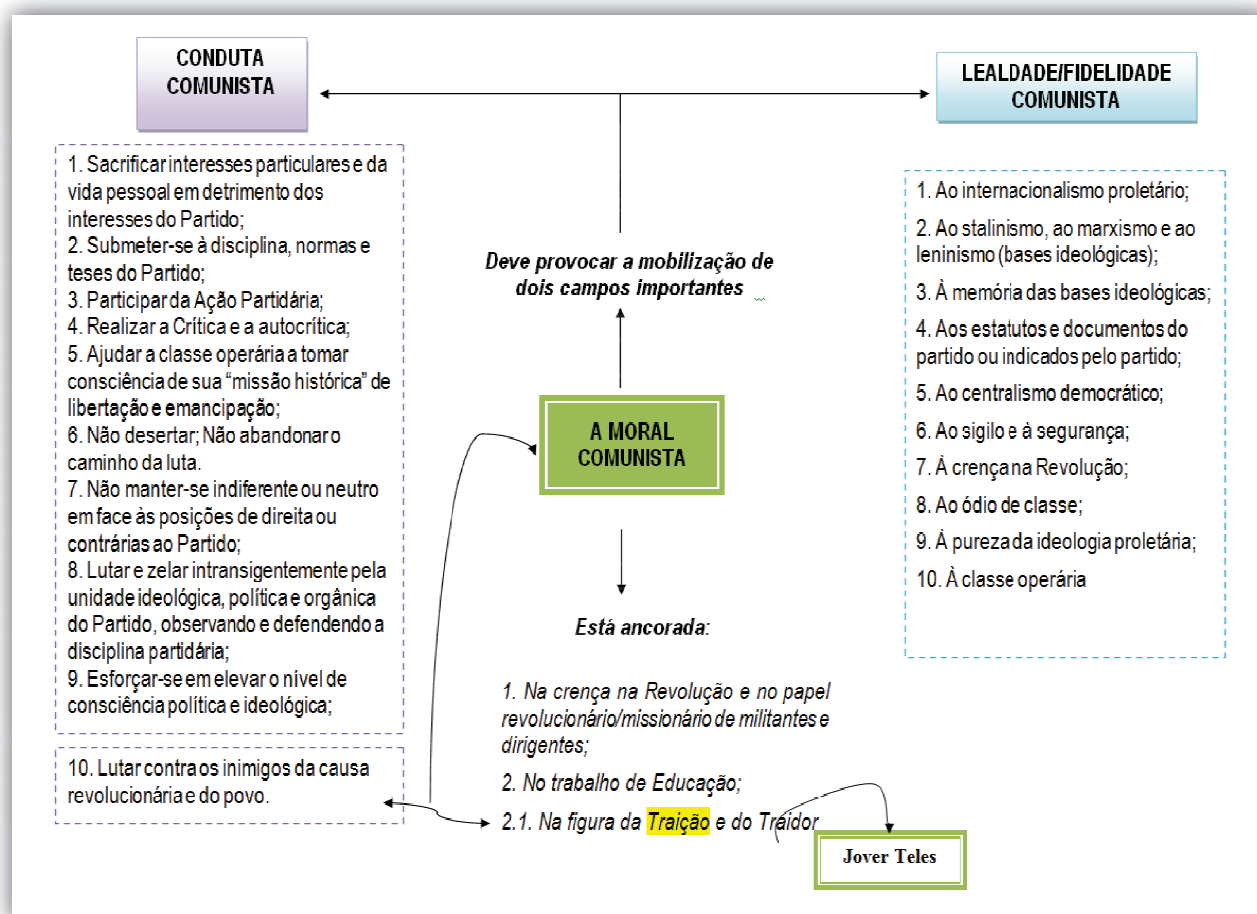 CONDUTA
COMUNISTA
1. Sacrificar interesses particulares e da
vida pessoal em detrimento dos
interesses do Partido;
2. Submeter-se à disciplina, normas e
teses do Partido;
3. Participar da Ação Partidária;
4. Realizar a Crítica e a autocrítica;
5. Ajudar a classe operária a tomar
consciência de sua “missão histórica” de
libertação e emancipação;
6. Não desertar; Não abandonar o
caminho da luta.
7. Não manter-se indiferente ou neutro
em face às posições de direita ou
contrárias ao Partido;
8. Lutar e zelar intransigentemente pela
unidade ideológica, política e orgânica
do Partido, observando e defendendo a
disciplina partidária;
9. Esforçar-se em elevar o nível de
consciência política e ideológica;
10. Lutar contra os inimigos da causa
revolucionária e do povo.
Deve provocar a mobilização de
dois campos importantes
A MORAL
COMUNISTA
Está ancorada:
1. Na crença na Revolução e no papel
revolucionário/missionário de militantes e
dirigentes;
2. No trabalho de Educação;
2.1. Na figura da Traição e do Traidor
Jover Teles
LEALDADE/FIDELIDADE
COMUNISTA
1. Ao internacionalismo proletário;
2. Ao stalinismo, ao marxismo e ao
leninismo (bases ideológicas);
3. À memória das bases ideológicas;
4. Aos estatutos e documentos do
partido ou indicados pelo partido;
5. Ao centralismo democrático;
6. Ao sigilo e à segurança;
7. À crença na Revolução;
8. Ao ódio de classe;
9. À pureza da ideologia proletária;
10. À classe operária